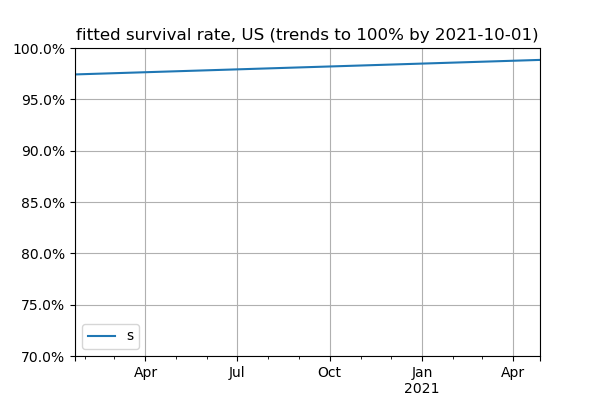 fitted survival rate, US (trends to 100% by 2021-10-01)
100.0%
95.0%
90.0%
85.0%
80.0%
75.0%
70.0%
s
Apr Jul Oct Jan Apr
2021